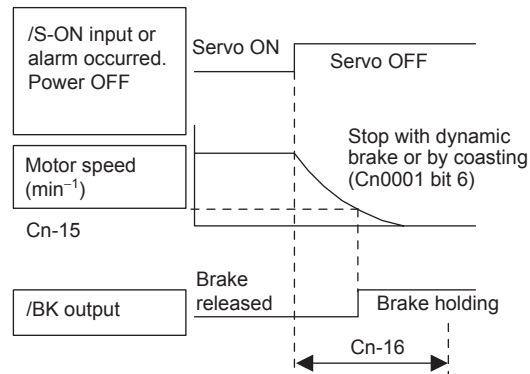 /S-ON input or
alarm occurred.
Power OFF
Servo ON
Servo OFF
Motor speed
(min⁻¹)
Stop with dynamic
brake or by coasting
(Cn0001 bit 6)
Cn-15
/BK output
Brake
released
Brake holding
Cn-16